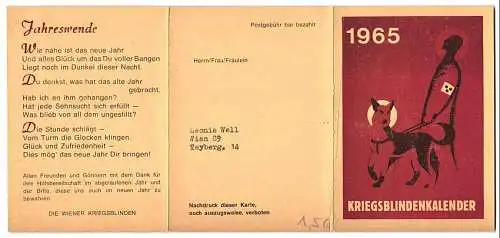 Jahreswende
Wie nahe ist das neue Jahr
Und alles Glück um das Du voller Bangen
Liegt noch im Dunkel dieser Nacht.
Du denkst, was hat das alte Jahr
gebracht.
Hab ich an ihm gehangen?
Hat jede Sehnsucht sich erfüllt —
Was blieb von all dem ungestillt?
Die Stunde schlägt —
Vom Turm die Glocken klingen.
Glück und Zufriedenheit —
Dies mög' das neue Jahr Dir bringen!
Allen Freunden und Gönnern mit dem Dank für
ihre Hilfsbereitschaft im abgelaufenen Jahr und
der Bitte, diese uns auch im neuen Jahr zu
bewahren.
DIE WIENER KRIEGSBLINDEN
Postgebühr bar bezahlt
Herrn/Frau/Fräulein
Leonie Well
Wien 89
Zeyberg. 14
Nachdruck dieser Karte,
auch auszugsweise, verboten
1,50
1965
KRIEGSBLINDENKALENDER